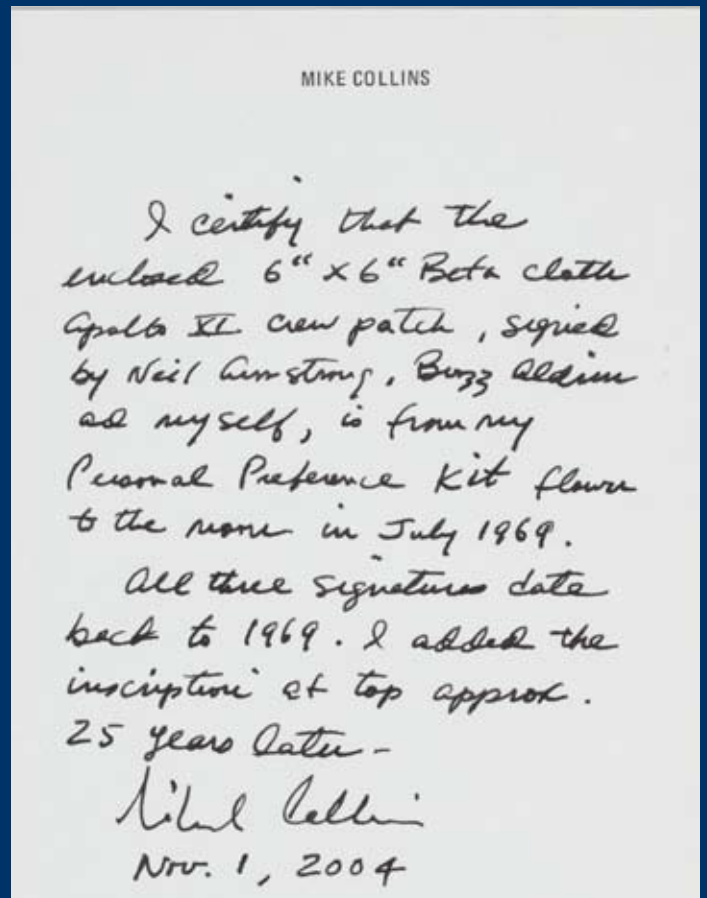 MIKE COLLINS
I certify that the
enclosed 6" x 6" Beta cloth
Apollo XI crew patch, signed
by Neil Armstrong, Buzz Aldrin
ad myself, is from my
Personal Preference Kit flown
to the moon in July 1969.
All three signatures date
back to 1969. I added the
inscription at top approx.
25 years later -
Michael Collins
Nov. 1, 2004